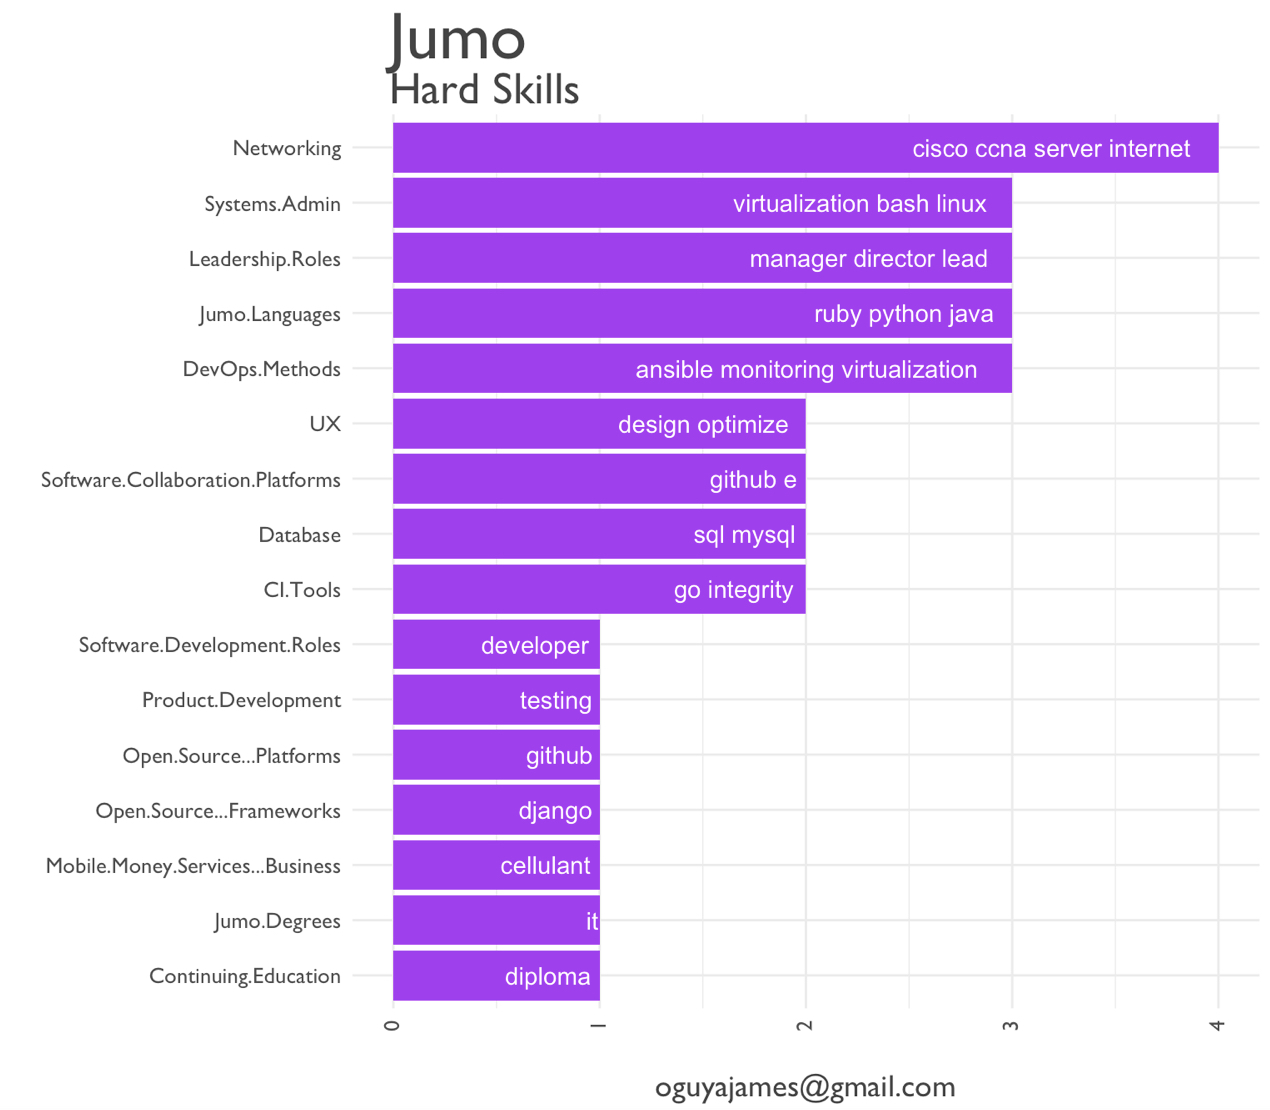 Jumo
Hard Skills
Networking cisco ccna server internet
Systems.Admin virtualization bash linux
Leadership.Roles manager director lead
Jumo.Languages ruby python java
DevOps.Methods ansible monitoring virtualization
UX design optimize
Software.Collaboration.Platforms github e
Database sql mysql
CI.Tools go integrity
Software.Development.Roles developer
Product.Development testing
Open.Source...Platforms github
Open.Source...Frameworks django
Mobile.Money.Services...Business cellulant
Jumo.Degrees it
Continuing.Education diploma
0 1 2 3 4
oguyajames@gmail.com